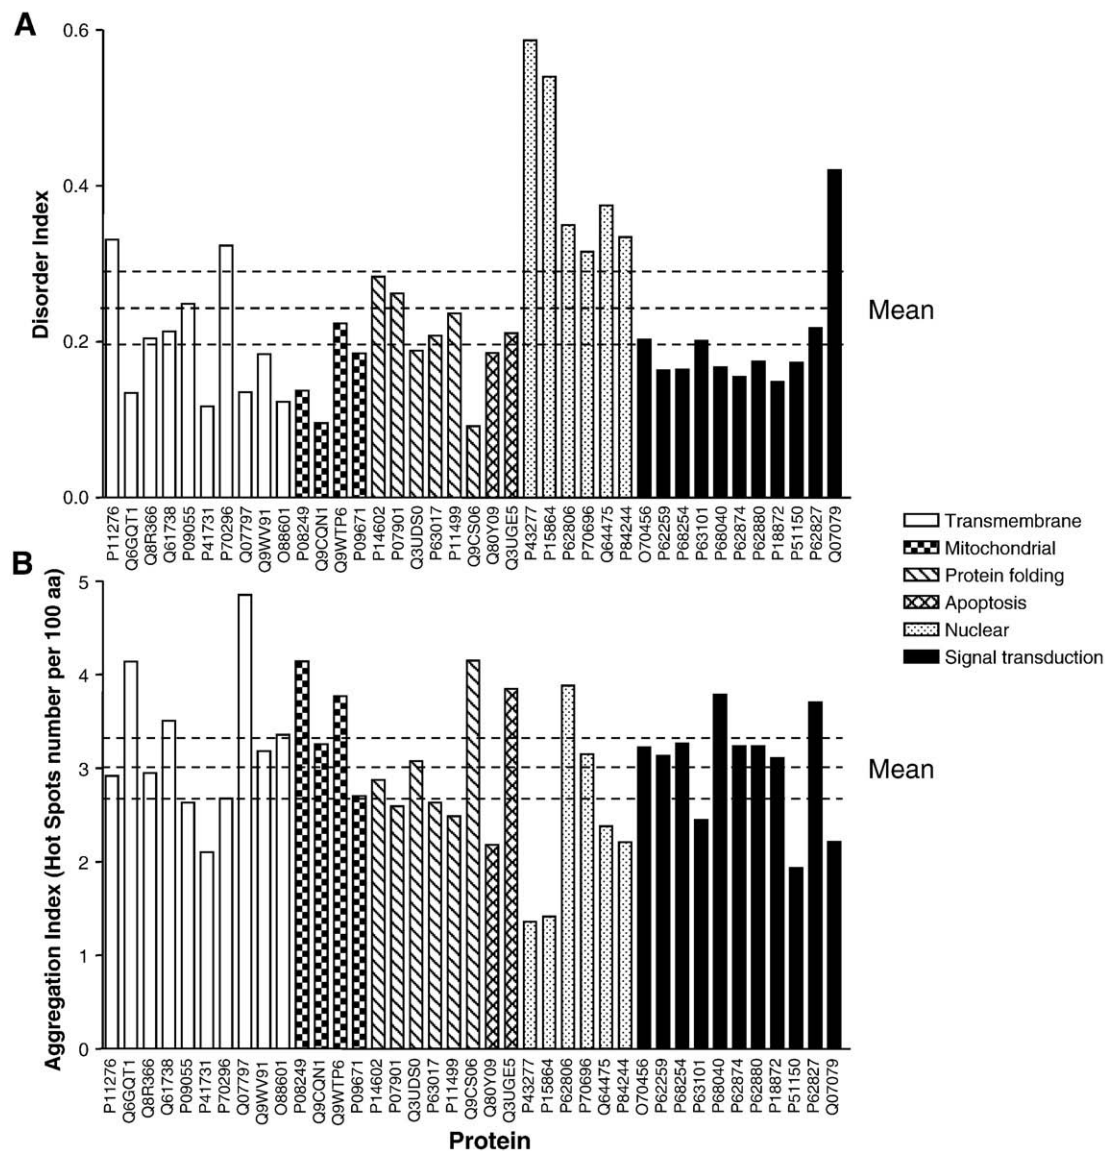 A
0.6
0.4
0.2
0.0
Disorder Index
Mean
P11276
Q6GQT1
Q8R366
Q61738
P09055
P41731
P70296
Q07797
Q9WV91
O88601
P08249
Q9CQN1
Q9WTP6
P09671
P14602
P07901
Q3UDS0
P63017
P11499
Q9CS06
Q80Y09
Q3UGE5
P43277
P15864
P62806
P70696
Q64475
P84244
O70456
P62259
P68254
P63101
P68040
P62874
P62880
P18872
P51150
P62827
Q07079
Transmembrane
Mitochondrial
Protein folding
Apoptosis
Nuclear
Signal transduction
B
5
4
3
2
1
0
Aggregation Index (Hot Spots number per 100 aa)
Mean
P11276
Q6GQT1
Q8R366
Q61738
P09055
P41731
P70296
Q07797
Q9WV91
O88601
P08249
Q9CQN1
Q9WTP6
P09671
P14602
P07901
Q3UDS0
P63017
P11499
Q9CS06
Q80Y09
Q3UGE5
P43277
P15864
P62806
P70696
Q64475
P84244
O70456
P62259
P68254
P63101
P68040
P62874
P62880
P18872
P51150
P62827
Q07079
Protein